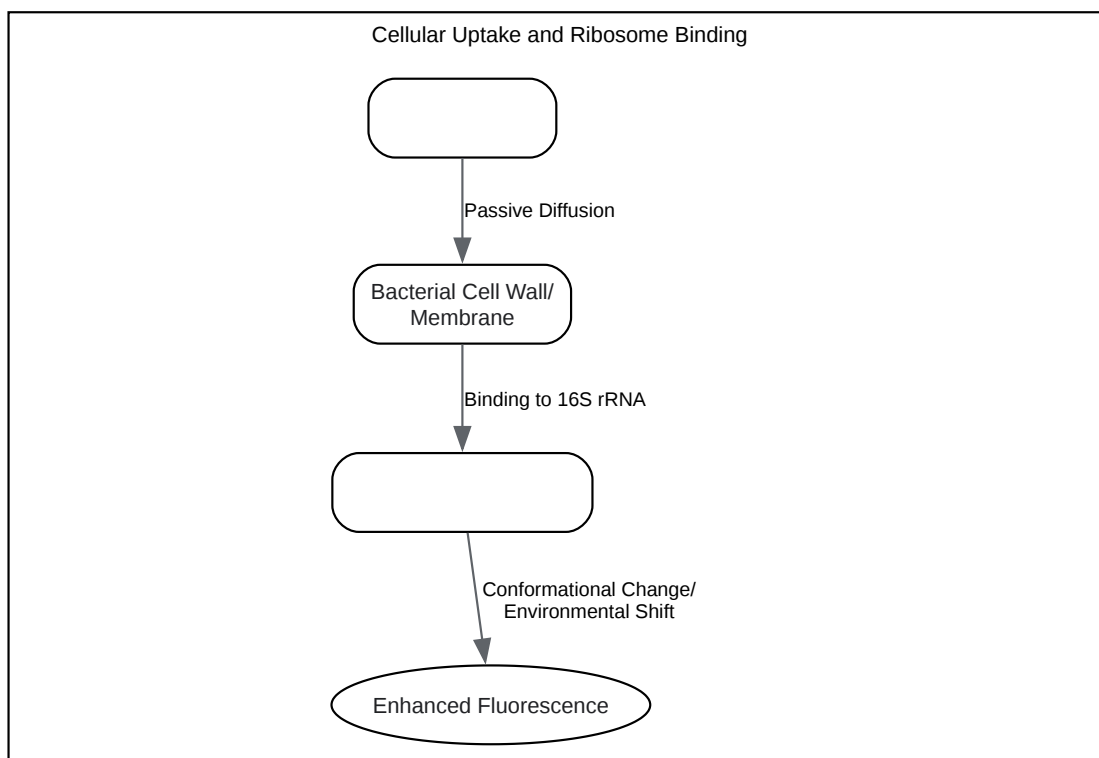 Cellular Uptake and Ribosome Binding
Passive Diffusion
Bacterial Cell Wall/
Membrane
Binding to 16S rRNA
Conformational Change/
Environmental Shift
Enhanced Fluorescence